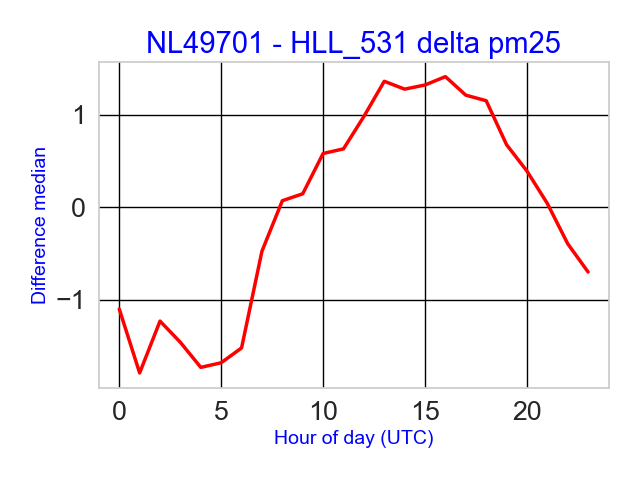 NL49701 - HLL_531 delta pm25
1
0
−1
Difference median
0 5 10 15 20
Hour of day (UTC)